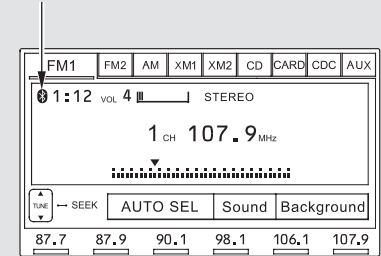 FM1 FM2 AM XM1 XM2 CD CARD CDC AUX
1:12 VOL 4 STEREO
1 CH 107.9 MHz
TUNE SEEK AUTO SEL Sound Background
87.7 87.9 90.1 98.1 106.1 107.9